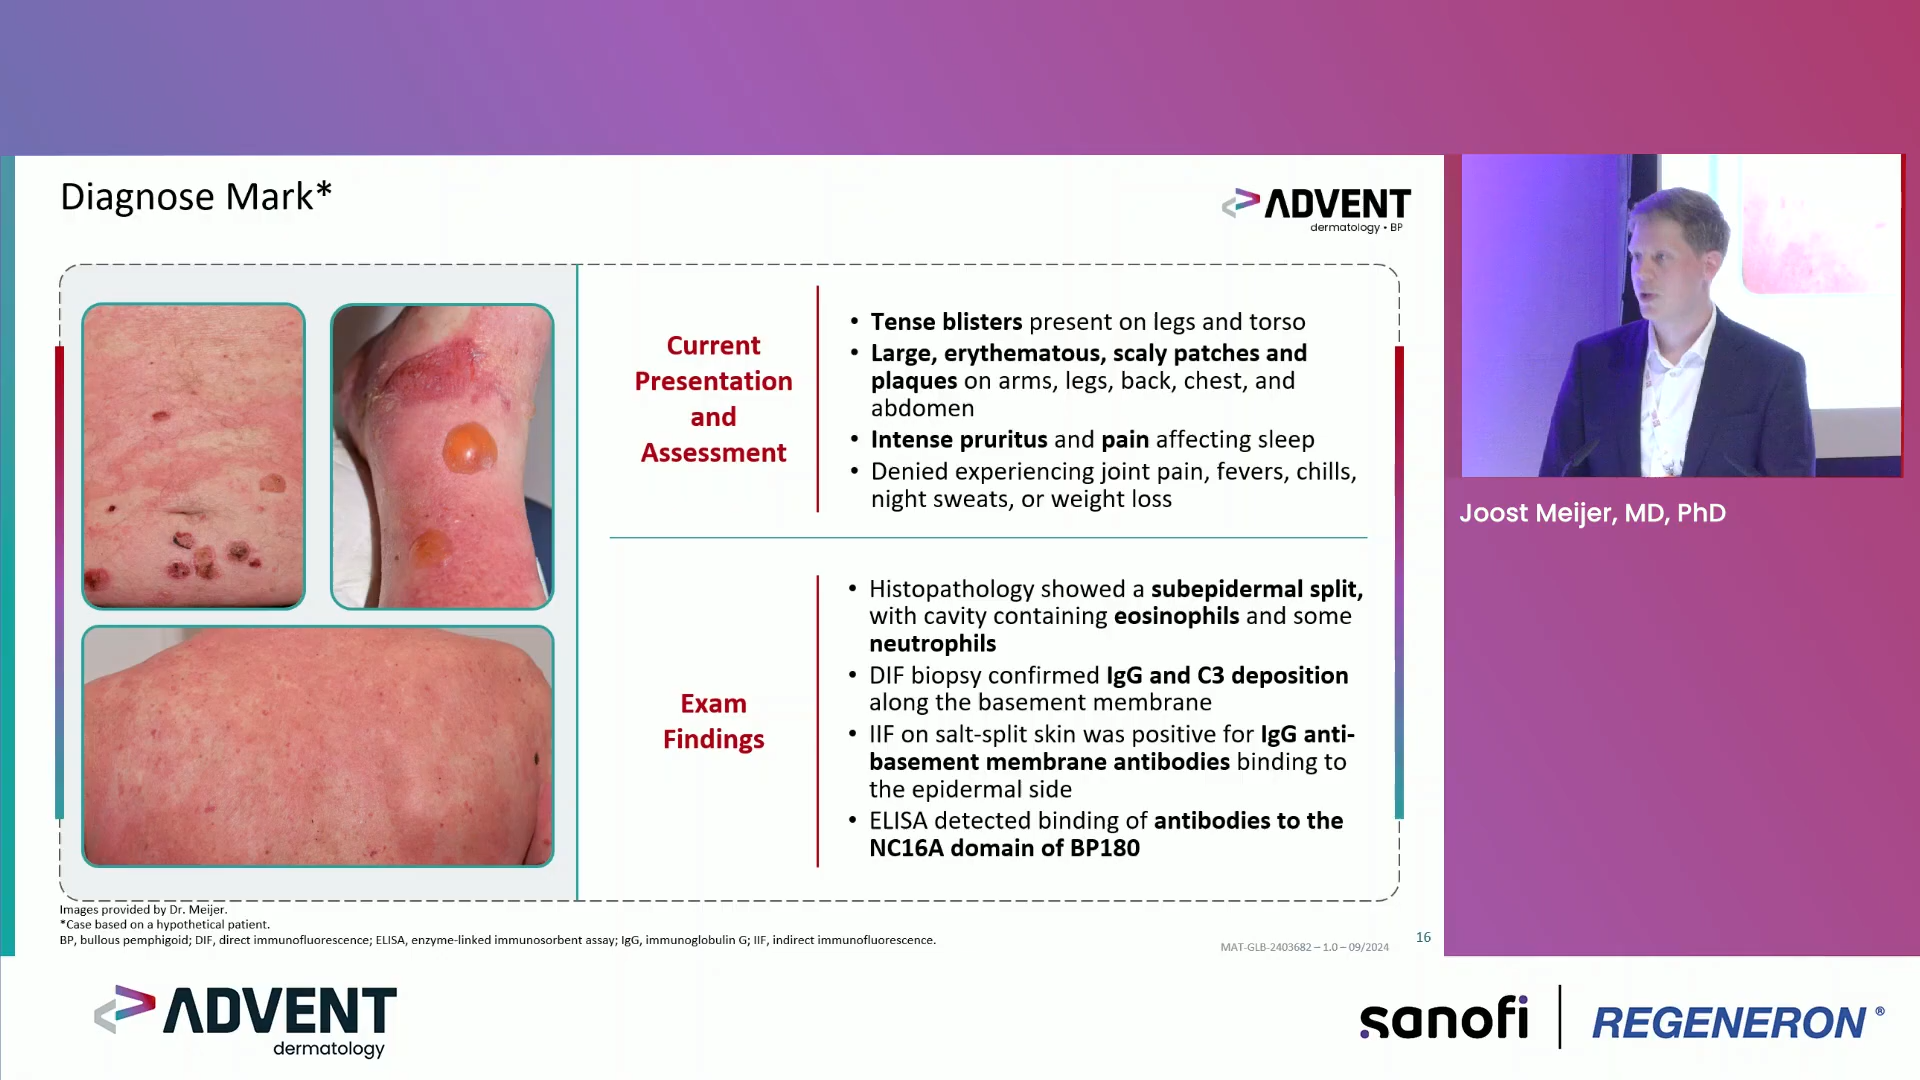 Diagnose Mark*
ADVENT
dermatology • BP
Current
Presentation
and
Assessment
• Tense blisters present on legs and torso
• Large, erythematous, scaly patches and
plaques on arms, legs, back, chest, and
abdomen
• Intense pruritus and pain affecting sleep
• Denied experiencing joint pain, fevers, chills,
night sweats, or weight loss
Exam
Findings
• Histopathology showed a subepidermal split,
with cavity containing eosinophils and some
neutrophils
• DIF biopsy confirmed IgG and C3 deposition
along the basement membrane
• IIF on salt-split skin was positive for IgG anti-
basement membrane antibodies binding to
the epidermal side
• ELISA detected binding of antibodies to the
NC16A domain of BP180
Images provided by Dr. Meijer.
*Case based on a hypothetical patient.
BP, bullous pemphigoid; DIF, direct immunofluorescence; ELISA, enzyme-linked immunosorbent assay; IgG, immunoglobulin G; IIF, indirect immunofluorescence.
MAT-GLB-2403682 – 1.0 – 09/2024
16
Joost Meijer, MD, PhD
ADVENT
dermatology
sanofi
REGENERON®